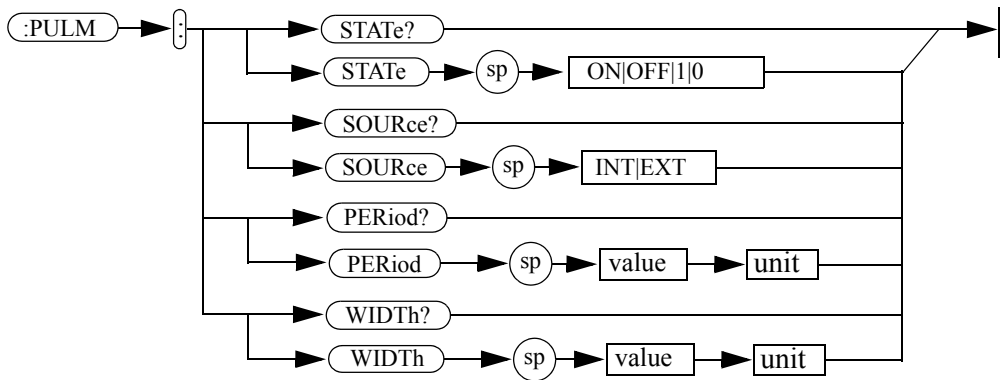 :PULM : STATe?
STATe sp ON|OFF|1|0
SOURce?
SOURce sp INT|EXT
PERiod?
PERiod sp value unit
WIDTh?
WIDTh sp value unit